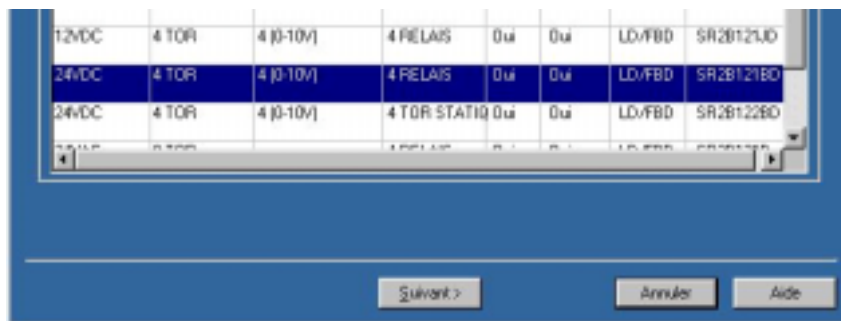 12VDC 4 TOR 4 (0-10V) 4 RELAIS Oui Oui LD/FBD SR2B121JD
24VDC 4 TOR 4 (0-10V) 4 RELAIS Oui Oui LD/FBD SR2B121BD
24VDC 4 TOR 4 (0-10V) 4 TOR STATIQ Oui Oui LD/FBD SR2B122BD
Suivant > Annuler Aide